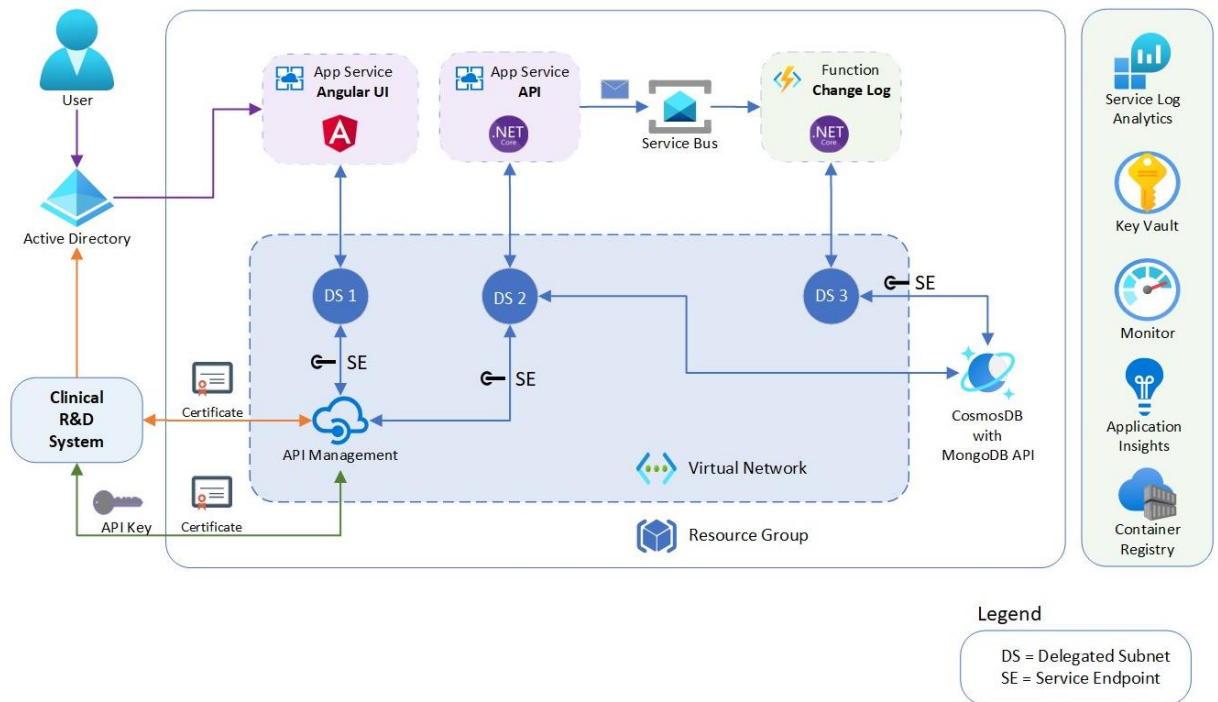 User
Active Directory
Clinical
R&D
System
Certificate
API Key
Certificate
App Service
Angular UI
App Service
API
.NET
Core
Service Bus
Function
Change Log
.NET
Core
DS 1
DS 2
DS 3
SE
SE
SE
API Management
CosmosDB
with
MongoDB API
Virtual Network
Resource Group
Service Log
Analytics
Key Vault
Monitor
Application
Insights
Container
Registry
Legend
DS = Delegated Subnet
SE = Service Endpoint